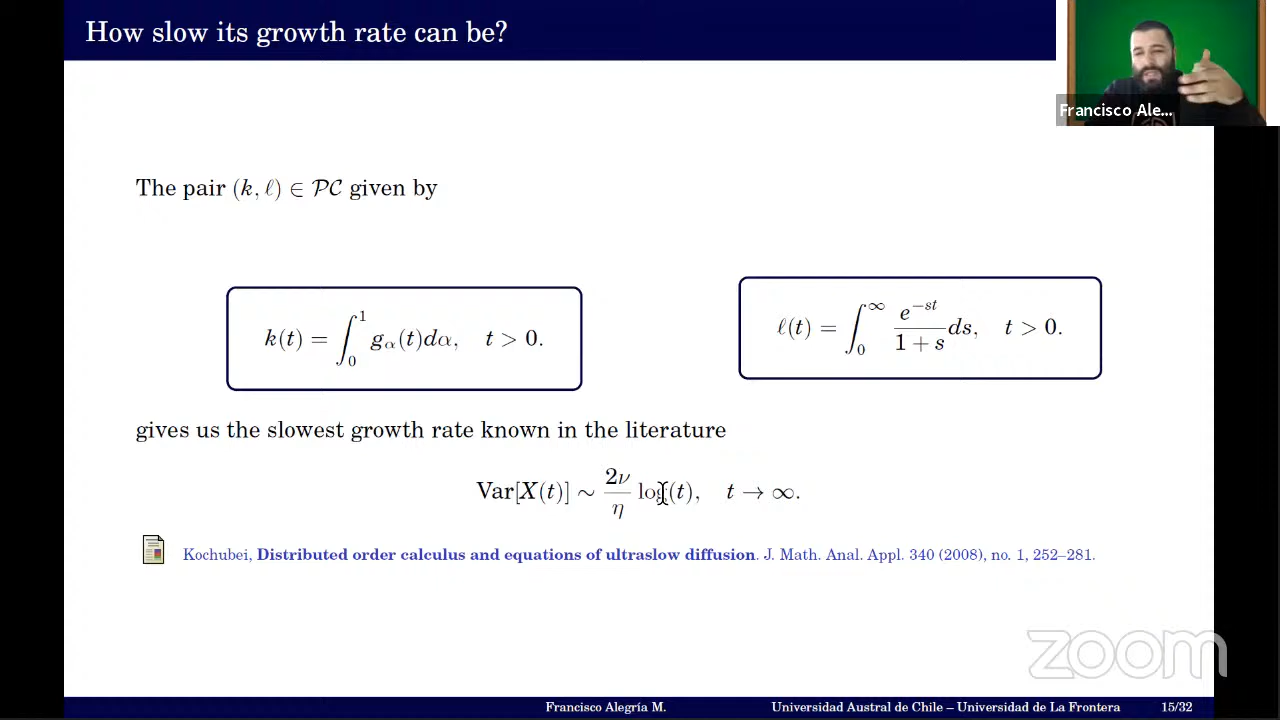 How slow its growth rate can be?
Francisco Ale...
The pair (k, ℓ) ∈ 𝒫𝒞 given by
k(t) = ∫₀¹ g_α(t)dα, t > 0.
ℓ(t) = ∫₀^∞ e^{−st}/(1 + s) ds, t > 0.
gives us the slowest growth rate known in the literature
Var[X(t)] ∼ 2ν/η log(t), t → ∞.
Kochubei, Distributed order calculus and equations of ultraslow diffusion. J. Math. Anal. Appl. 340 (2008), no. 1, 252–281.
zoom
Francisco Alegría M. Universidad Austral de Chile – Universidad de La Frontera 15/32